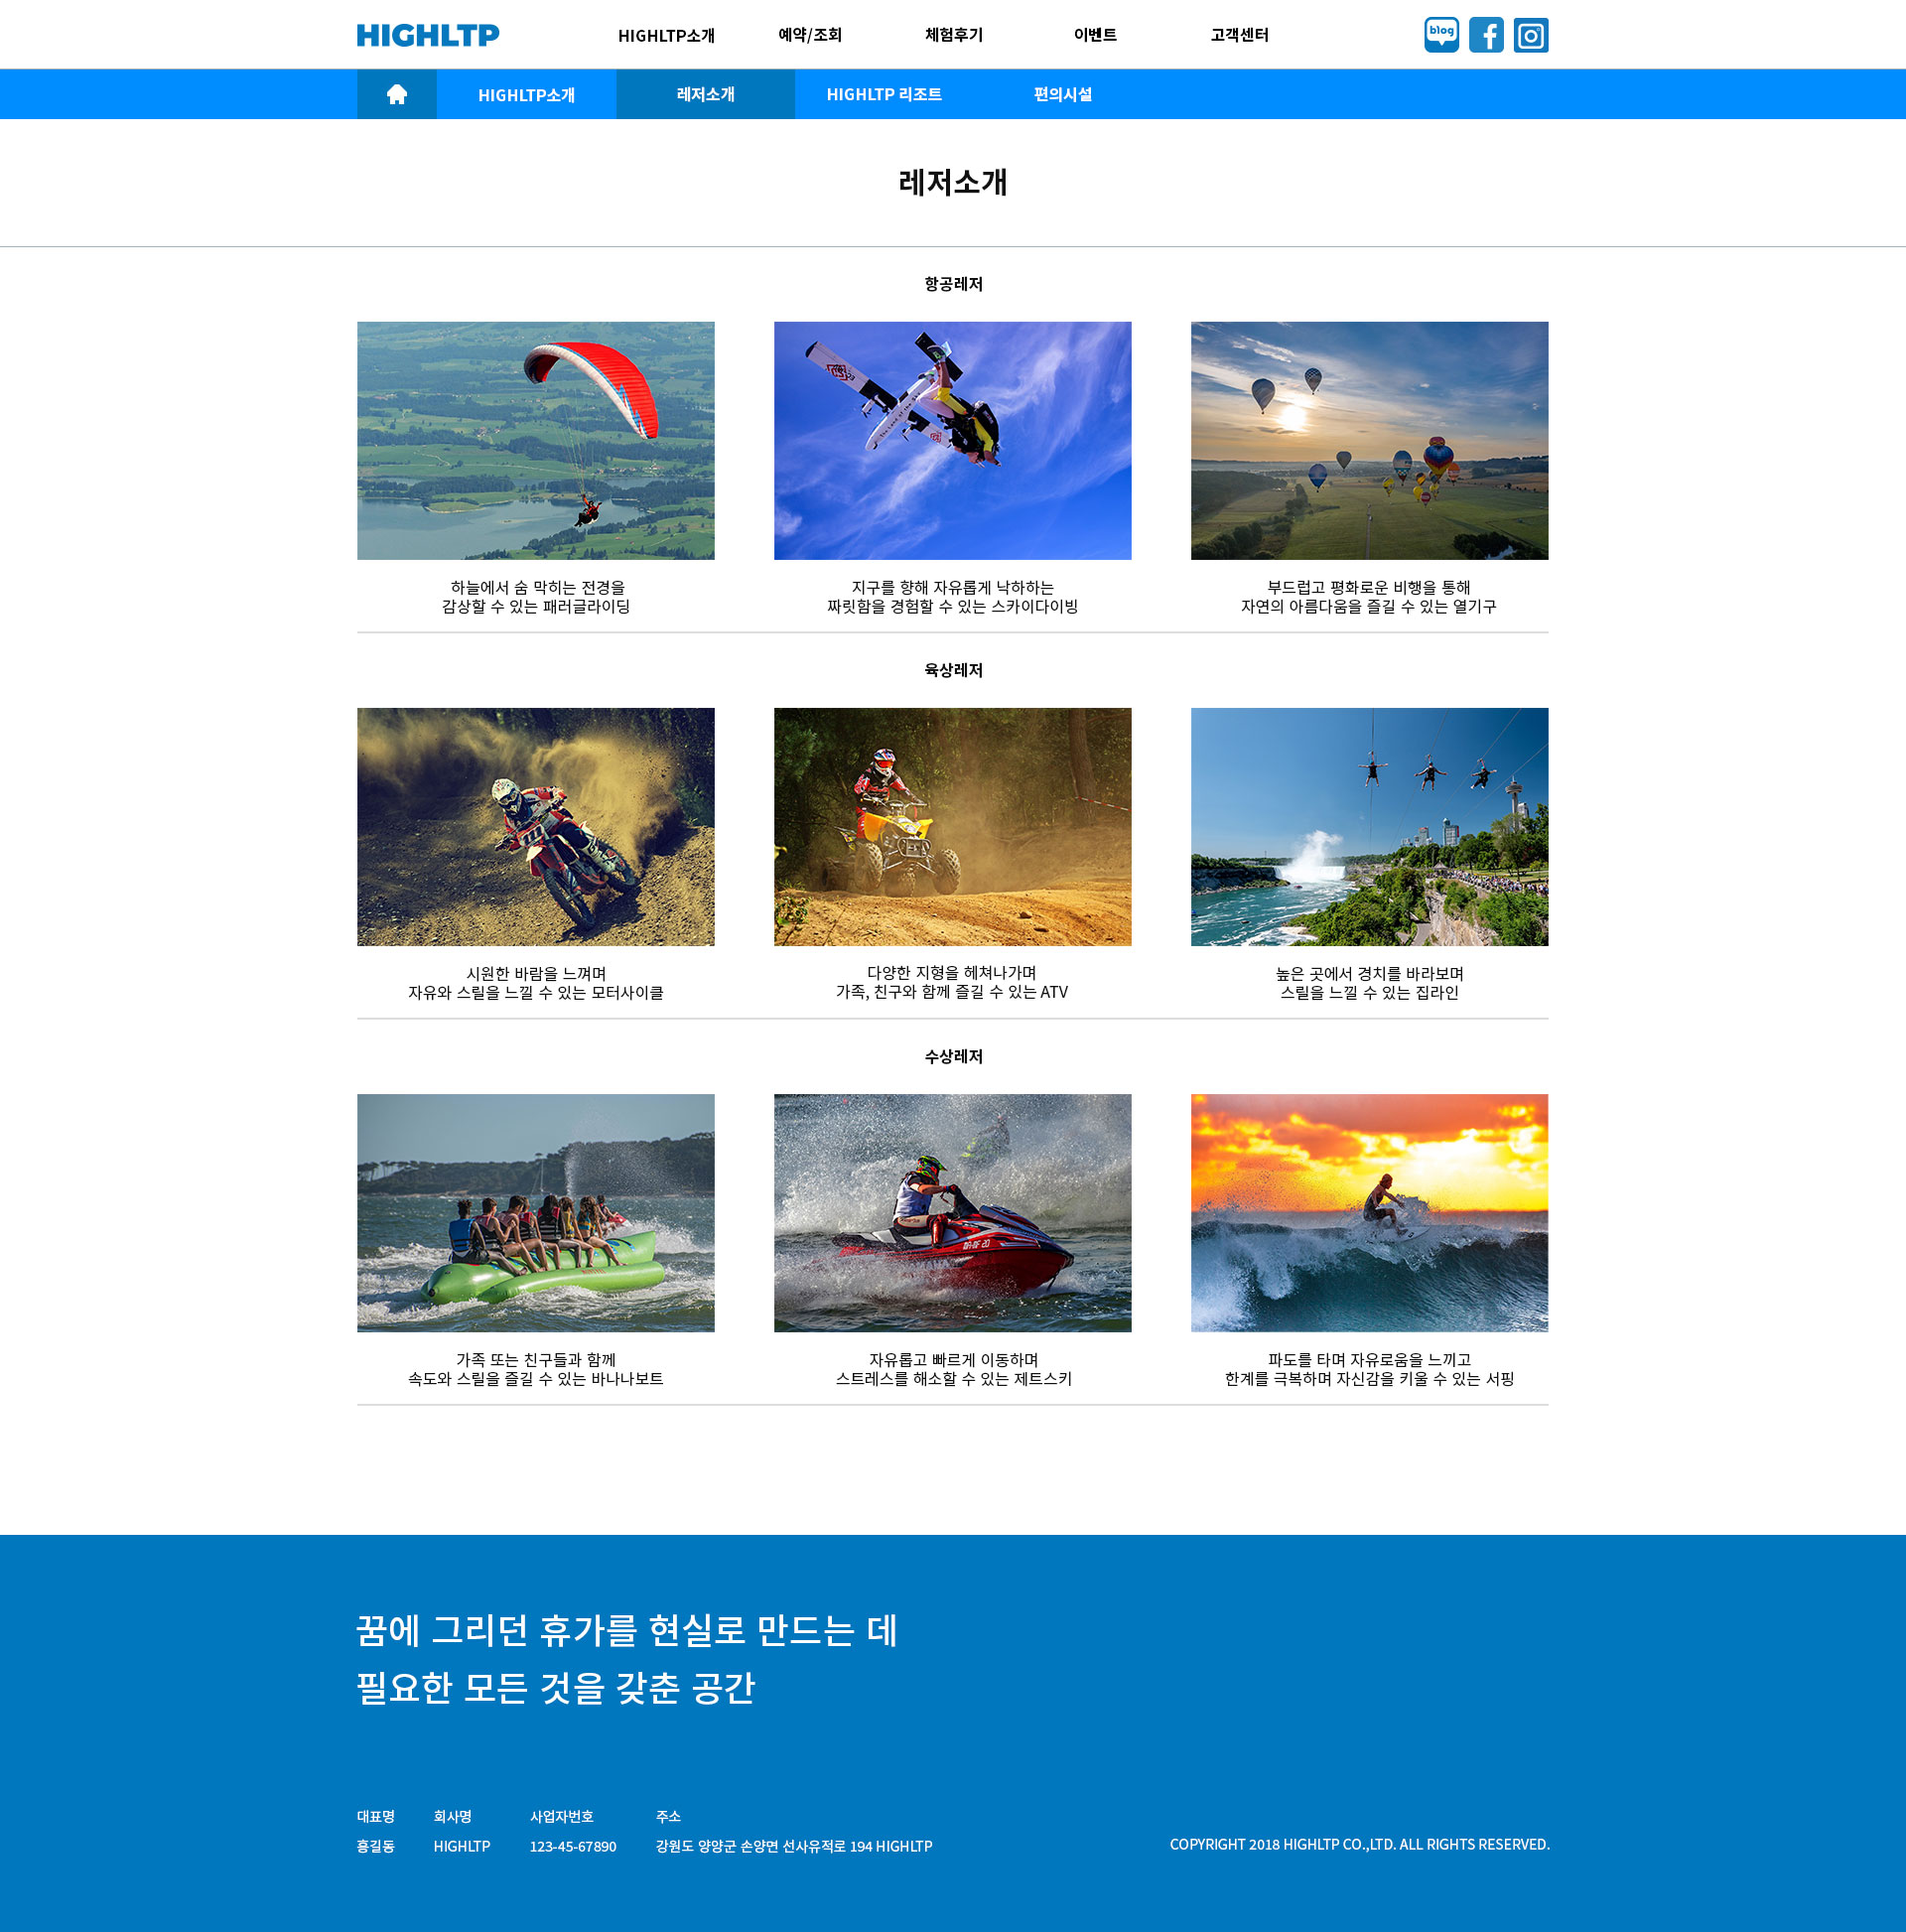 HIGHLTP
HIGHLTP소개
예약/조회
체험후기
이벤트
고객센터
blog
HIGHLTP소개
레저소개
HIGHLTP 리조트
편의시설
레저소개
항공레저
하늘에서 숨 막히는 전경을
감상할 수 있는 패러글라이딩
지구를 향해 자유롭게 낙하하는
짜릿함을 경험할 수 있는 스카이다이빙
부드럽고 평화로운 비행을 통해
자연의 아름다움을 즐길 수 있는 열기구
육상레저
시원한 바람을 느껴며
자유와 스릴을 느낄 수 있는 모터사이클
다양한 지형을 헤쳐나가며
가족, 친구와 함께 즐길 수 있는 ATV
높은 곳에서 경치를 바라보며
스릴을 느낄 수 있는 집라인
수상레저
YAMAHA
가족 또는 친구들과 함께
속도와 스릴을 즐길 수 있는 바나나보트
자유롭고 빠르게 이동하며
스트레스를 해소할 수 있는 제트스키
파도를 타며 자유로움을 느끼고
한계를 극복하며 자신감을 키울 수 있는 서핑
꿈에 그리던 휴가를 현실로 만드는 데
필요한 모든 것을 갖춘 공간
대표명
회사명
사업자번호
주소
홍길동
HIGHLTP
123-45-67890
강원도 양양군 손양면 선사유적로 194 HIGHLTP
COPYRIGHT 2018 HIGHLTP CO.,LTD. ALL RIGHTS RESERVED.